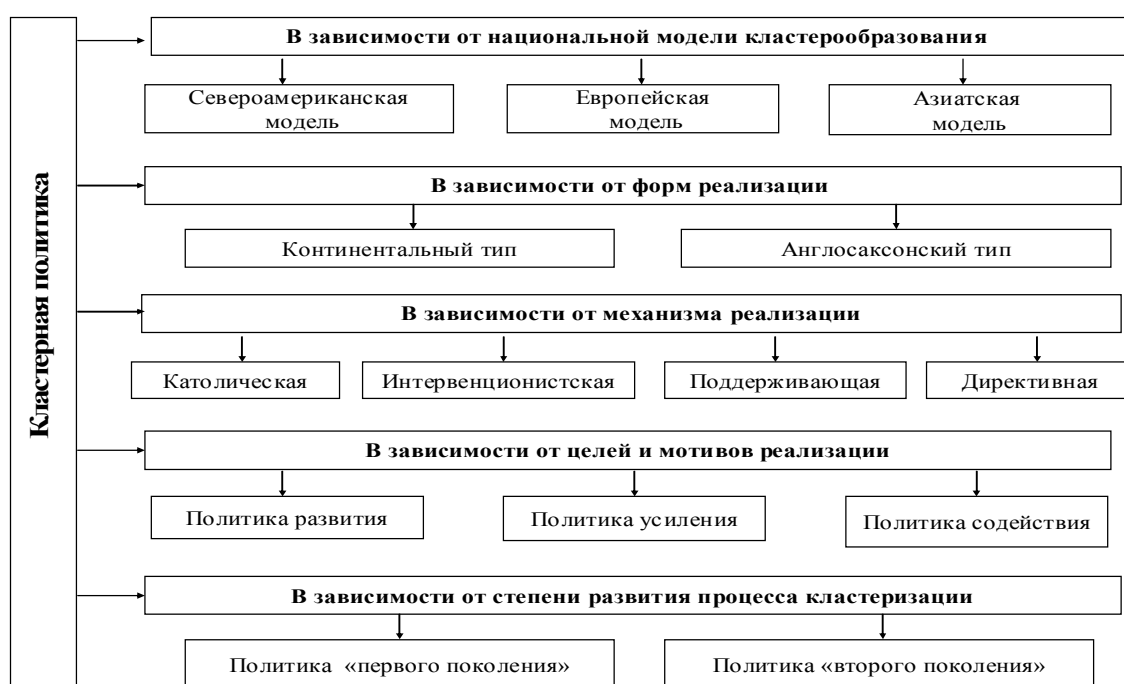 Кластерная политика
В зависимости от национальной модели кластерообразования
Североамериканская
модель
Европейская
модель
Азиатская
модель
В зависимости от форм реализации
Континентальный тип
Англосаксонский тип
В зависимости от механизма реализации
Католическая
Интервенционистская
Поддерживающая
Директивная
В зависимости от целей и мотивов реализации
Политика развития
Политика усиления
Политика содействия
В зависимости от степени развития процесса кластеризации
Политика «первого поколения»
Политика «второго поколения»